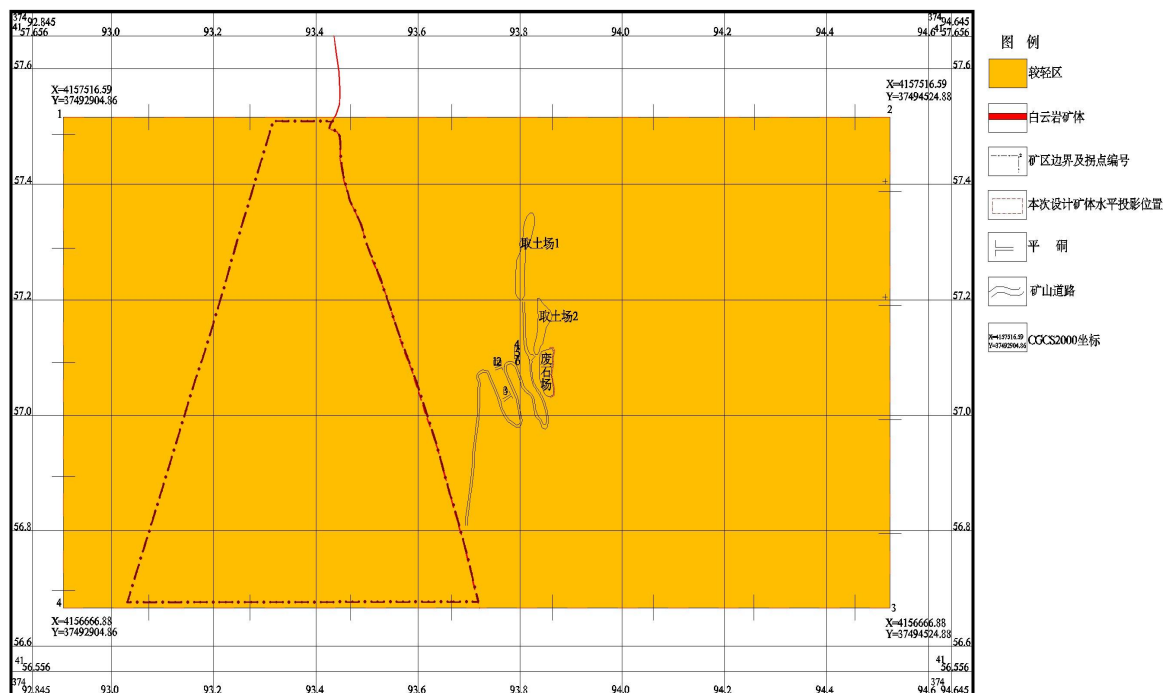 374 92.845
93.0 93.2 93.4 93.6 93.8 94.0 94.2 94.4 94.6
374 94.645
41 57.656
41 57.656
57.6 57.6
X=4157516.59
Y=37492904.86
X=4157516.59
Y=37494524.88
1 2
57.4 57.4
取土场1
57.2 57.2
取土场2
废石场
3
57.0 57.0
56.8 56.8
4 3
X=4156666.88
Y=37492904.86
X=4156666.88
Y=37494524.88
56.6 56.6
41 56.556
41 56.556
374 92.845
93.0 93.2 93.4 93.6 93.8 94.0 94.2 94.4 94.6
374 94.645
图 例
较轻区
白云岩矿体
矿区边界及拐点编号
本次设计矿体水平投影位置
平 硐
矿山道路
X=4157516.59
Y=37492904.86
CGCS2000坐标